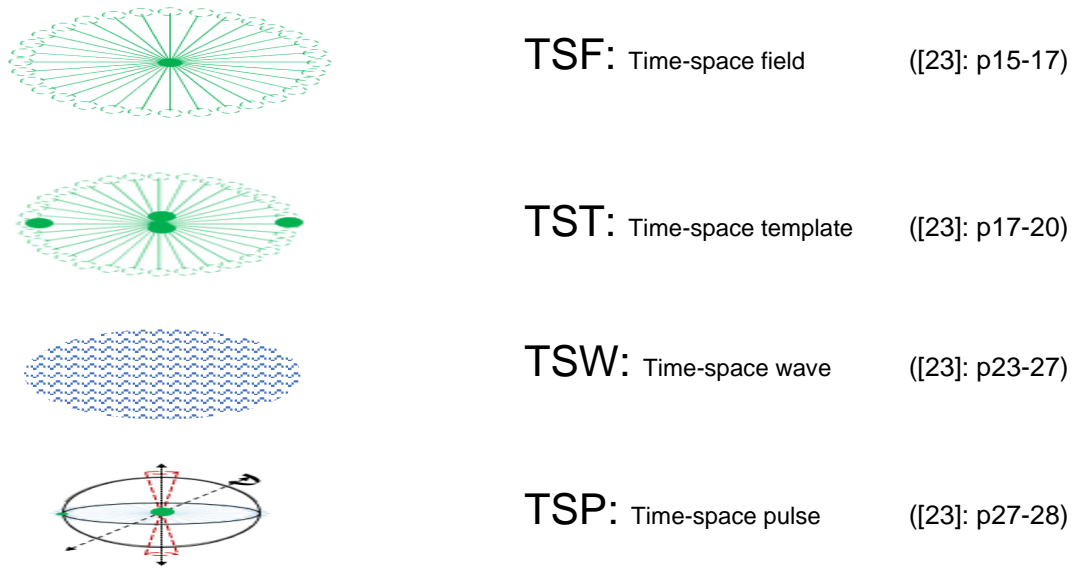 TSF: Time-space field ([23]: p15-17)
TST: Time-space template ([23]: p17-20)
TSW: Time-space wave ([23]: p23-27)
TSP: Time-space pulse ([23]: p27-28)